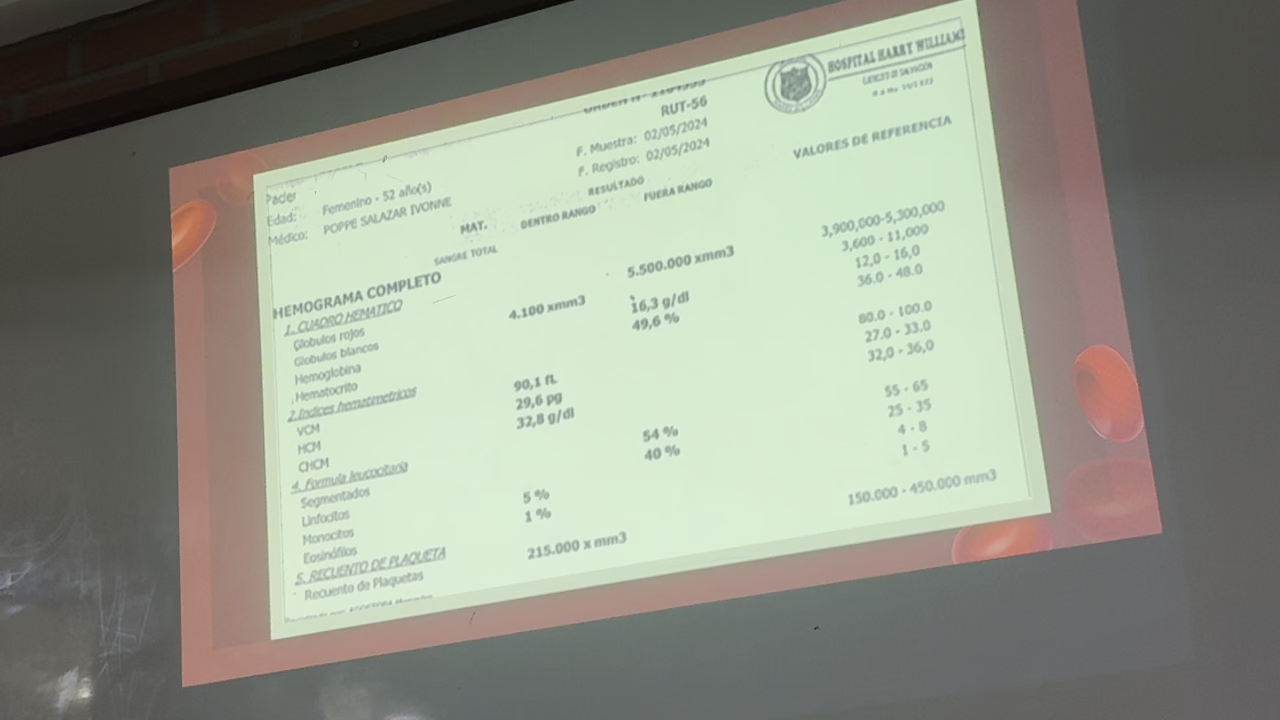 HOSPITAL HARRY WILLIAMS
RUT-56
F. Muestra: 02/05/2024
F. Registro: 02/05/2024
Edad: Femenino - 52 año(s)
Médico: POPPE SALAZAR IVONNE
MAT. RESULTADO VALORES DE REFERENCIA
DENTRO RANGO FUERA RANGO
SANGRE TOTAL
HEMOGRAMA COMPLETO
1. CUADRO HEMATICO
Globulos rojos 5.500.000 xmm3 3,900,000-5,300,000
Globulos blancos 4.100 xmm3 3,600 - 11,000
Hemoglobina 16,3 g/dl 12,0 - 16,0
Hematocrito 49,6 % 36.0 - 48.0
2.Indices hematimetricos
VCM 90,1 fL 80.0 - 100.0
HCM 29,6 pg 27.0 - 33.0
CHCM 32,8 g/dl 32,0 - 36,0
4. Formula leucocitaria
Segmentados 54 % 55 - 65
Linfocitos 40 % 25 - 35
Monocitos 5 % 4 - 8
Eosinófilos 1 % 1 - 5
5. RECUENTO DE PLAQUETA
Recuento de Plaquetas 215.000 x mm3 150.000 - 450.000 mm3